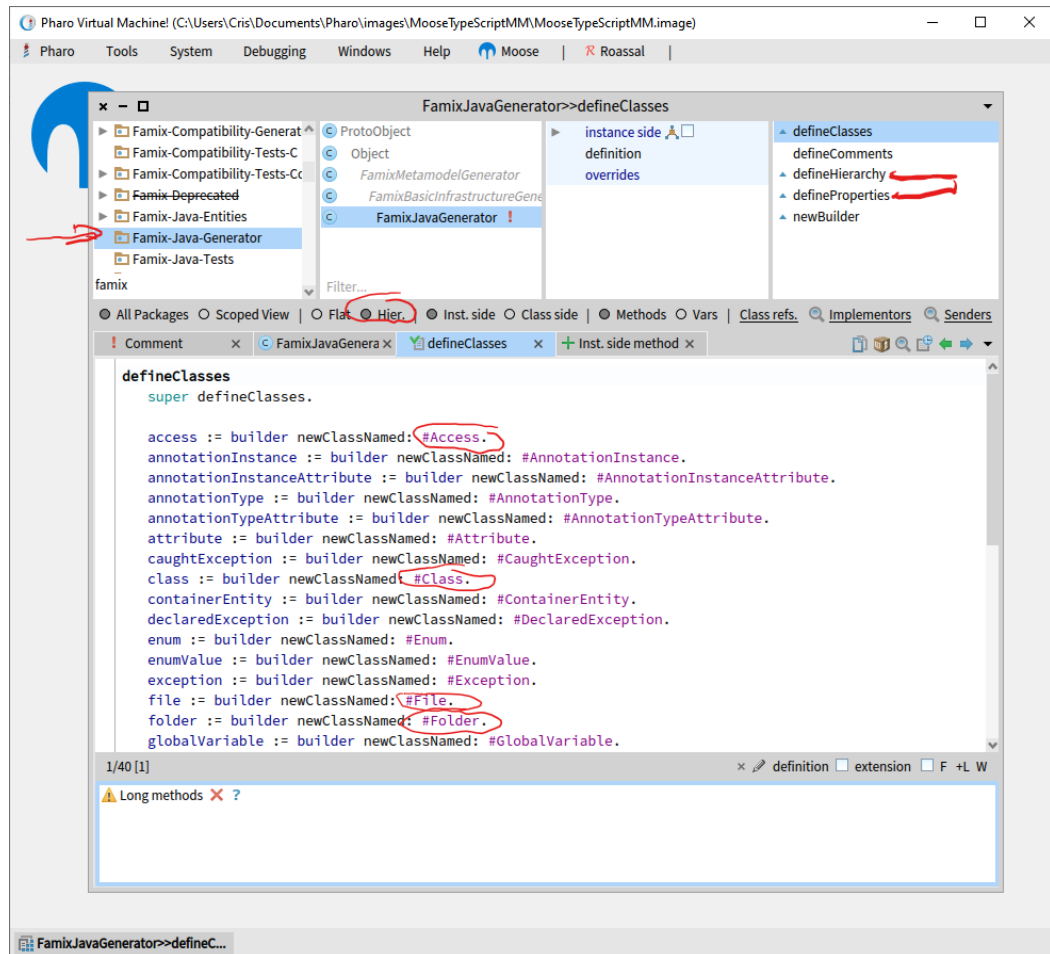 Pharo Virtual Machine! (C:\Users\Cris\Documents\Pharo\images\MooseTypeScriptMM\MooseTypeScriptMM.image)
Pharo Tools System Debugging Windows Help Moose | Roassal |
FamixJavaGenerator>>defineClasses
Famix-Compatibility-Generat
Famix-Compatibility-Tests-C
Famix-Compatibility-Tests-Co
Famix-Deprecated
Famix-Java-Entities
Famix-Java-Generator
Famix-Java-Tests
famix
ProtoObject
Object
FamixMetamodelGenerator
FamixBasicInfrastructureGene
FamixJavaGenerator !
Filter...
instance side
definition
overrides
defineClasses
defineComments
defineHierarchy
defineProperties
newBuilder
All Packages Scoped View | Flat Hier. | Inst. side Class side | Methods Vars | Class refs. Implementors Senders
! Comment × FamixJavaGenera × defineClasses × Inst. side method ×
defineClasses
super defineClasses.
access := builder newClassNamed: #Access.
annotationInstance := builder newClassNamed: #AnnotationInstance.
annotationInstanceAttribute := builder newClassNamed: #AnnotationInstanceAttribute.
annotationType := builder newClassNamed: #AnnotationType.
annotationTypeAttribute := builder newClassNamed: #AnnotationTypeAttribute.
attribute := builder newClassNamed: #Attribute.
caughtException := builder newClassNamed: #CaughtException.
class := builder newClassNamed: #Class.
containerEntity := builder newClassNamed: #ContainerEntity.
declaredException := builder newClassNamed: #DeclaredException.
enum := builder newClassNamed: #Enum.
enumValue := builder newClassNamed: #EnumValue.
exception := builder newClassNamed: #Exception.
file := builder newClassNamed: #File.
folder := builder newClassNamed: #Folder.
globalVariable := builder newClassNamed: #GlobalVariable.
1/40 [1] × definition extension F +L W
Long methods ?
FamixJavaGenerator>>defineC...